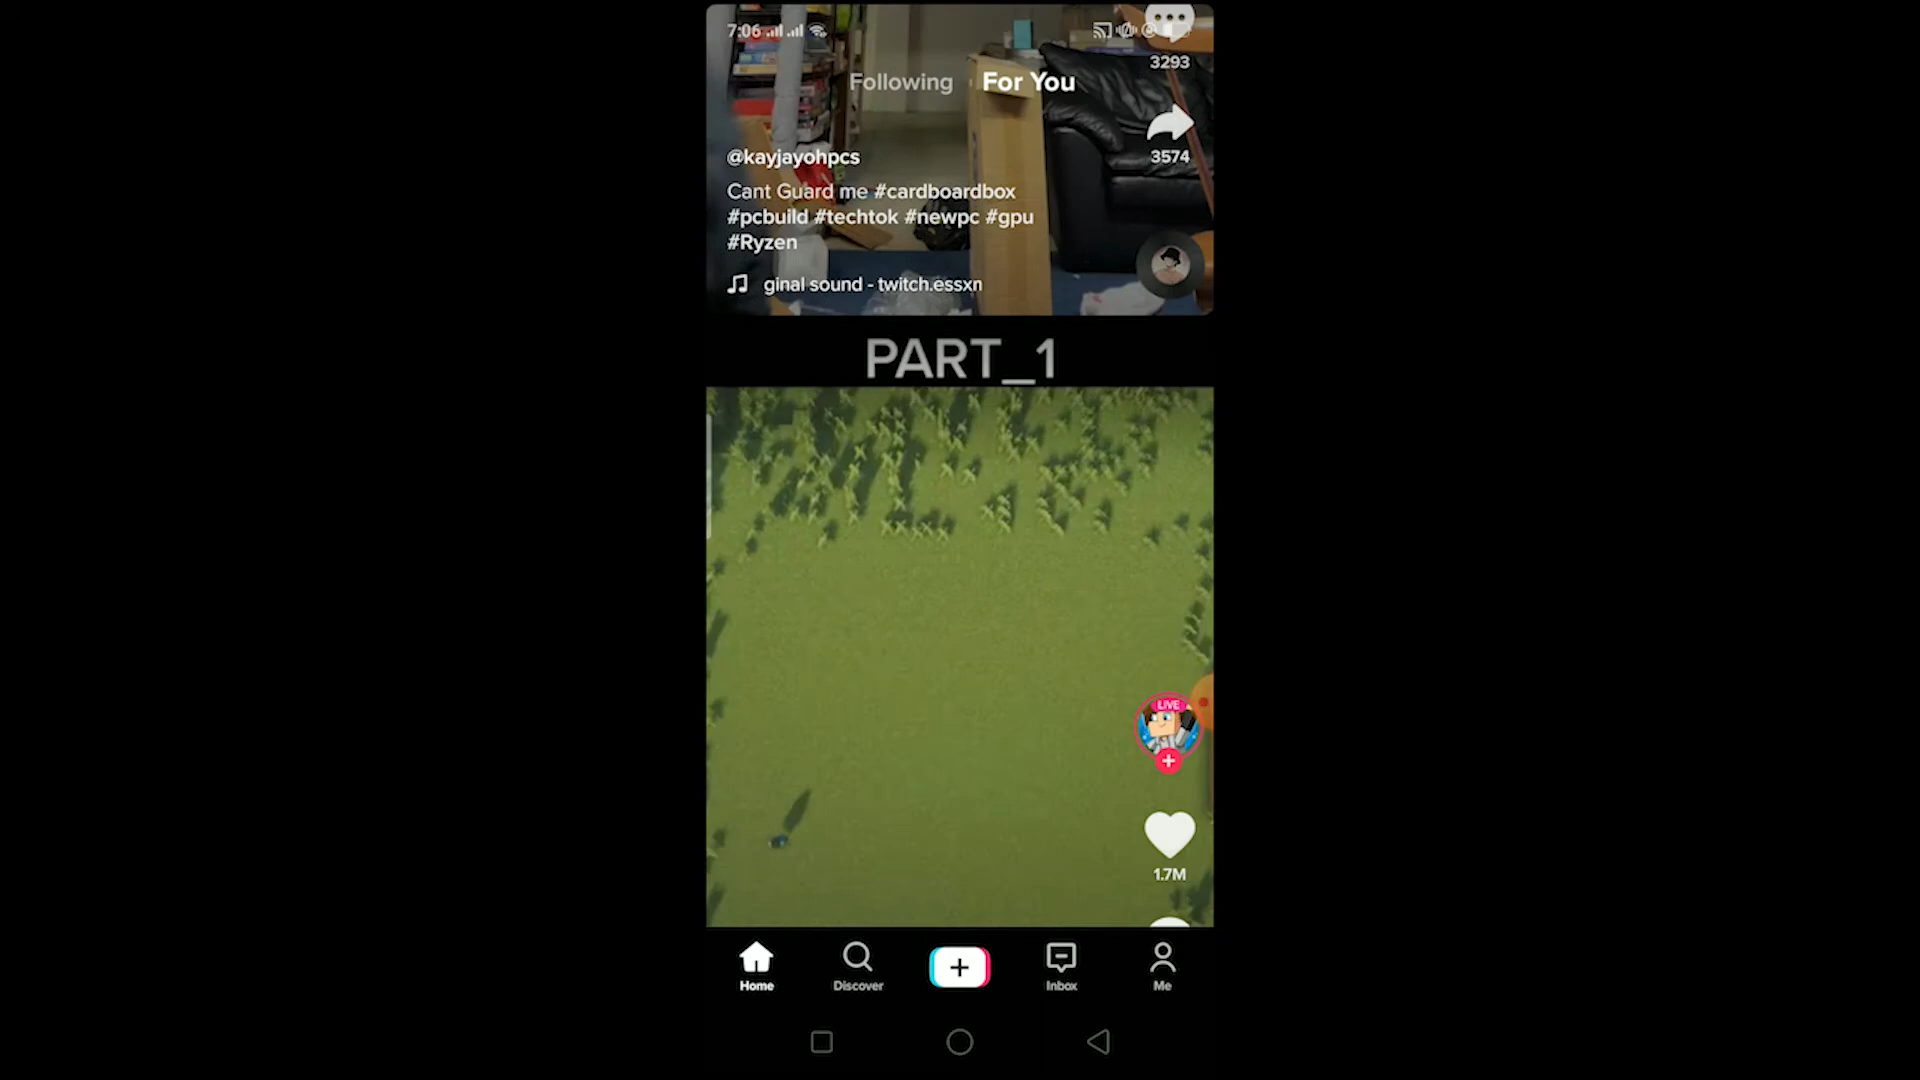 7:06
3293
Following
For You
3574
@kayjayohpcs
Cant Guard me #cardboardbox
#pcbuild #techtok #newpc #gpu
#Ryzen
ginal sound - twitch.essxn
PART_1
LIVE
1.7M
Home
Discover
Inbox
Me